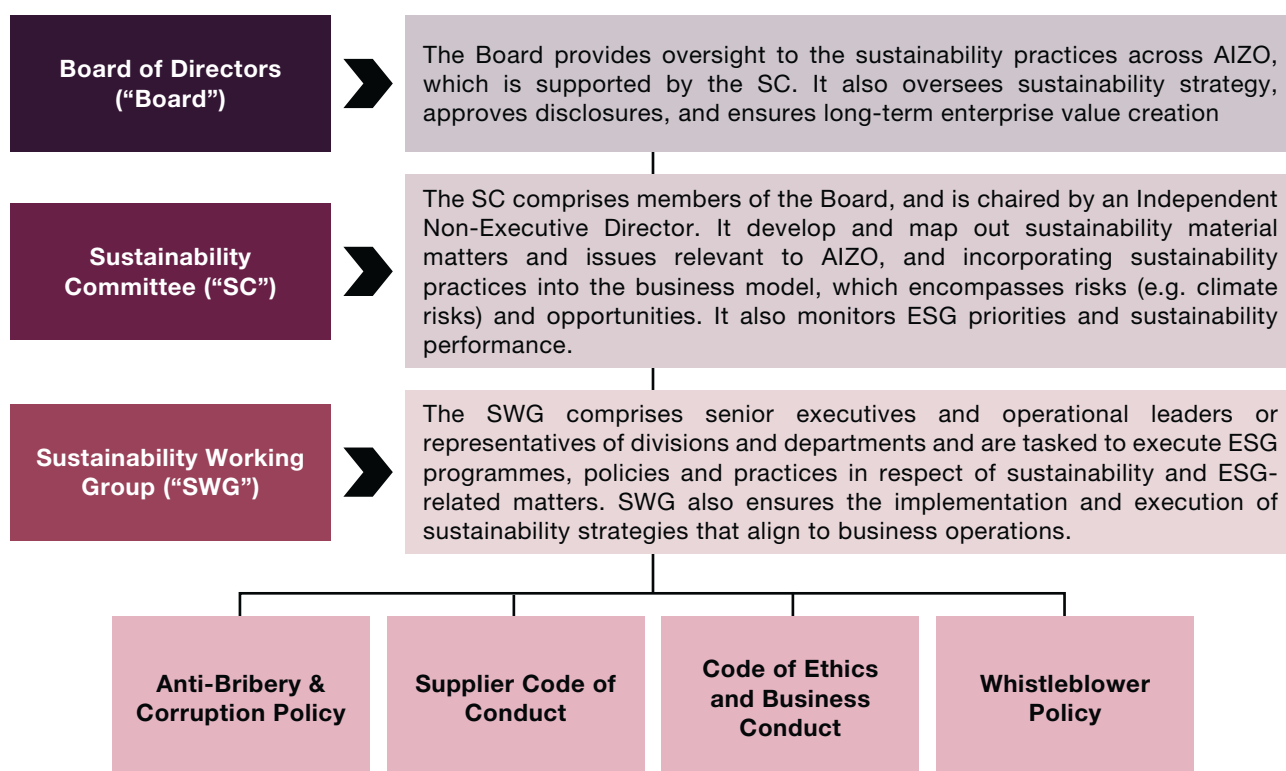 Board of Directors
(“Board”)
The Board provides oversight to the sustainability practices across AIZO,
which is supported by the SC. It also oversees sustainability strategy,
approves disclosures, and ensures long-term enterprise value creation
Sustainability
Committee (“SC”)
The SC comprises members of the Board, and is chaired by an Independent
Non-Executive Director. It develop and map out sustainability material
matters and issues relevant to AIZO, and incorporating sustainability
practices into the business model, which encompasses risks (e.g. climate
risks) and opportunities. It also monitors ESG priorities and sustainability
performance.
Sustainability Working
Group (“SWG”)
The SWG comprises senior executives and operational leaders or
representatives of divisions and departments and are tasked to execute ESG
programmes, policies and practices in respect of sustainability and ESG-
related matters. SWG also ensures the implementation and execution of
sustainability strategies that align to business operations.
Anti-Bribery &
Corruption Policy
Supplier Code of
Conduct
Code of Ethics
and Business
Conduct
Whistleblower
Policy